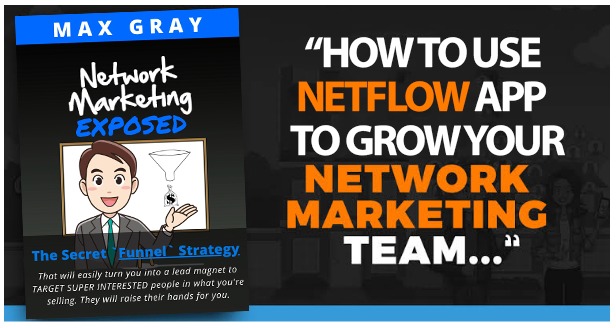 MAX GRAY
Network
Marketing
EXPOSED
$
The Secret `Funnel` Strategy
That will easily turn you into a lead magnet to
TARGET SUPER INTERESTED people in what you're
selling. They will raise their hands for you.
“HOW TO USE
NETFLOW APP
TO GROW YOUR
NETWORK
MARKETING
TEAM...”